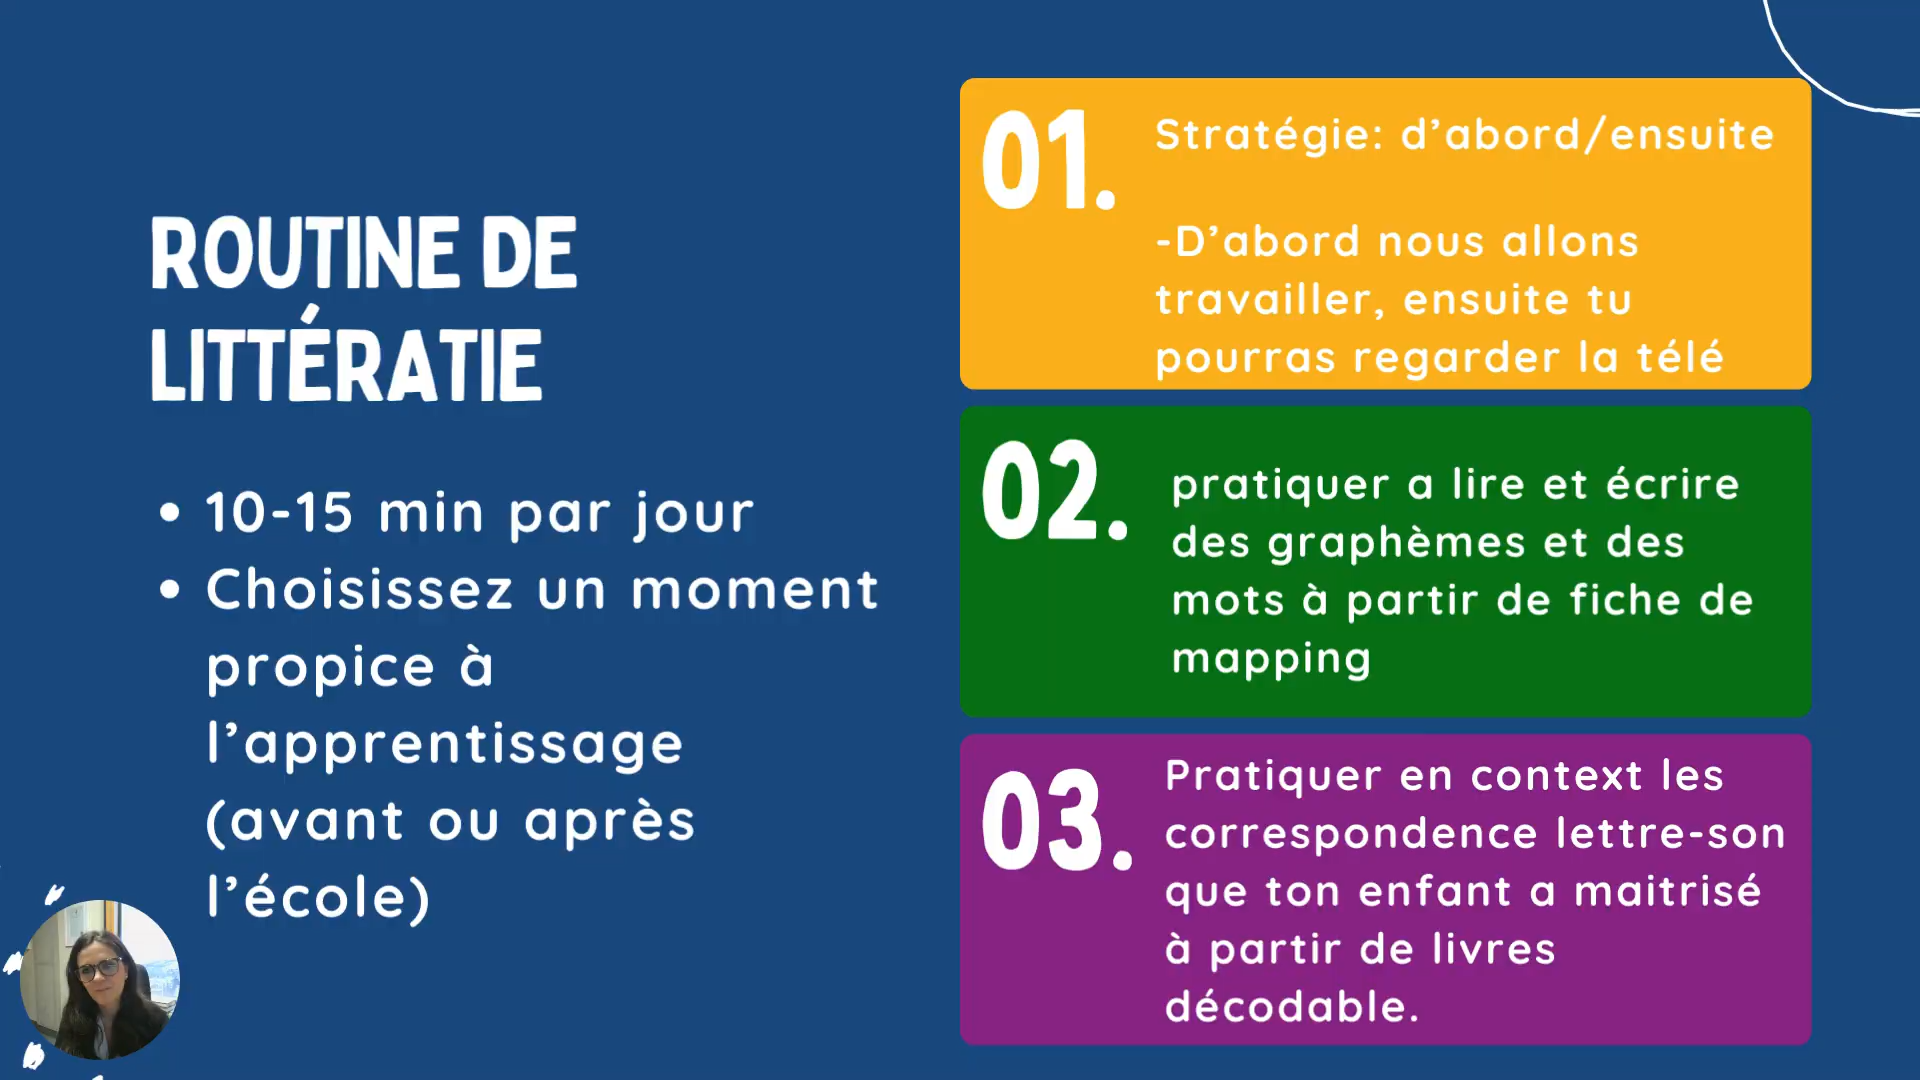 ROUTINE DE
LITTÉRATIE
• 10-15 min par jour
• Choisissez un moment
propice à
l’apprentissage
(avant ou après
l’école)
01.
Stratégie: d’abord/ensuite
-D’abord nous allons
travailler, ensuite tu
pourras regarder la télé
02.
pratiquer a lire et écrire
des graphèmes et des
mots à partir de fiche de
mapping
03.
Pratiquer en context les
correspondence lettre-son
que ton enfant a maitrisé
à partir de livres
décodable.